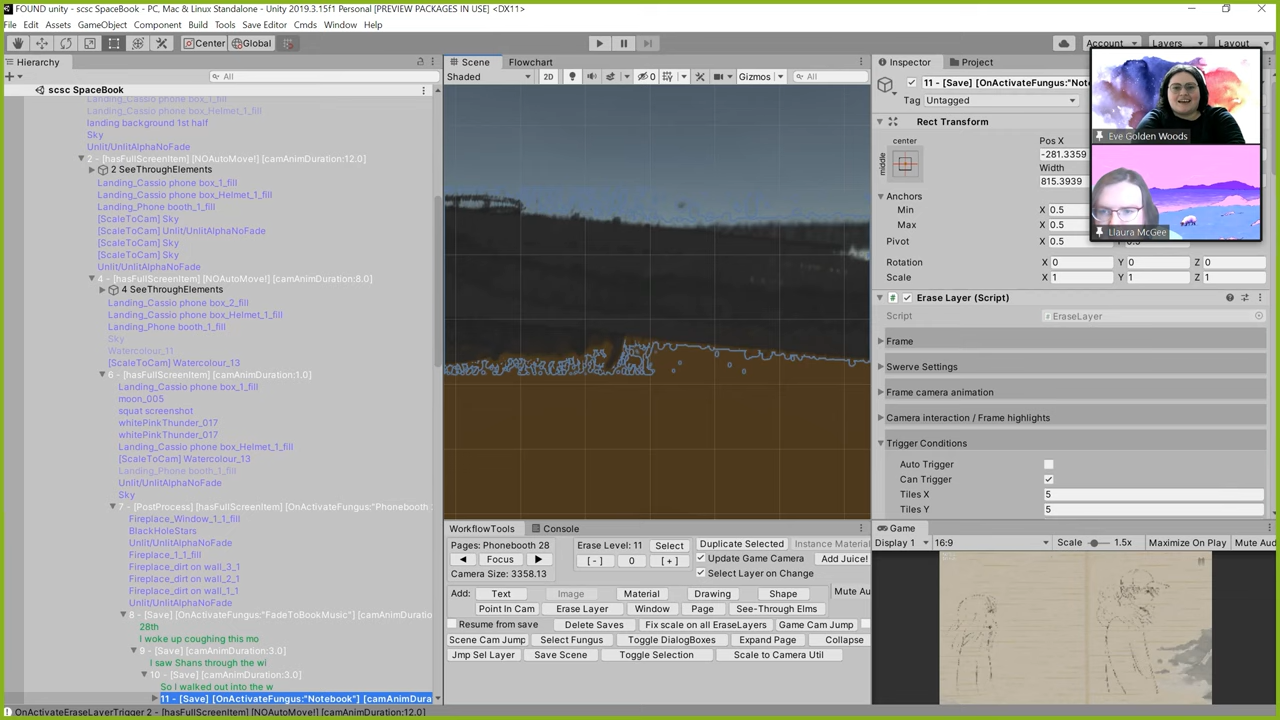 FOUND unity - scsc SpaceBook - PC, Mac & Linux Standalone - Unity 2019.3.15f1 Personal [PREVIEW PACKAGES IN USE] <DX11>
File Edit Assets GameObject Component Build Tools Save Editor Cmds Window Help
Center Global Account Layers Layout
Hierarchy
All
scsc SpaceBook
Landing_Cassio phone box_1_fill
Landing_Cassio phone box_Helmet_1_fill
landing background 1st half
Sky
Unlit/UnlitAlphaNoFade
2 - [hasFullScreenItem] [NOAutoMove!] [camAnimDuration:12.0]
2 SeeThroughElements
Landing_Cassio phone box_1_fill
Landing_Cassio phone box_Helmet_1_fill
Landing_Phone booth_1_fill
[ScaleToCam] Sky
[ScaleToCam] Unlit/UnlitAlphaNoFade
[ScaleToCam] Sky
[ScaleToCam] Sky
Unlit/UnlitAlphaNoFade
4 - [hasFullScreenItem] [NOAutoMove!] [camAnimDuration:8.0]
4 SeeThroughElements
Landing_Cassio phone box_2_fill
Landing_Cassio phone box_Helmet_1_fill
Landing_Phone booth_1_fill
Sky
Watercolour_11
[ScaleToCam] Watercolour_13
6 - [hasFullScreenItem] [camAnimDuration:1.0]
Landing_Cassio phone box_1_fill
moon_005
squat screenshot
whitePinkThunder_017
whitePinkThunder_017
Landing_Cassio phone box_Helmet_1_fill
[ScaleToCam] Watercolour_13
Landing_Phone booth_1_fill
Unlit/UnlitAlphaNoFade
Sky
7 - [PostProcess] [hasFullScreenItem] [OnActivateFungus:"Phonebooth
Fireplace_Window_1_1_fill
BlackHoleStars
Unlit/UnlitAlphaNoFade
Fireplace_1_1_fill
Fireplace_dirt on wall_3_1
Fireplace_dirt on wall_2_1
Fireplace_dirt on wall_1_1
Unlit/UnlitAlphaNoFade
8 - [Save] [OnActivateFungus:"FadeToBookMusic"] [camAnimDuration
28th
I woke up coughing this mo
9 - [Save] [camAnimDuration:3.0]
I saw Shans through the wi
10 - [Save] [camAnimDuration:3.0]
So I walked out into the w
11 - [Save] [OnActivateFungus:"Notebook"] [camAnimDura
OnActivateEraseLayerTrigger 2 - [hasFullScreenItem] [NOAutoMove!] [camAnimDuration:12.0]
Scene Flowchart
Shaded 2D 0 Gizmos All
WorkflowTools Console
Pages: Phonebooth 28 Erase Level: 11 Select Duplicate Selected Instance Material
Focus [ - ] 0 [ + ] Update Game Camera Add Juice!
Camera Size: 3358.13 Select Layer on Change
Add: Text Image Material Drawing Shape Mute Au
Point In Cam Erase Layer Window Page See-Through Elms
Resume from save Delete Saves Fix scale on all EraseLayers Game Cam Jump
Scene Cam Jump Select Fungus Toggle DialogBoxes Expand Page Collapse
Jmp Sel Layer Save Scene Toggle Selection Scale to Camera Util
Inspector Project
11 - [Save] [OnActivateFungus:"Note
Tag Untagged
Rect Transform
center
middle
Pos X
-281.3359
Width
815.3939
Anchors
Min X 0.5
Max X 0.5
Pivot X 0.5 Y 0.5
Rotation X 0 Y 0 Z 0
Scale X 1 Y 1 Z 1
Erase Layer (Script)
Script EraseLayer
Frame
Swerve Settings
Frame camera animation
Camera interaction / Frame highlights
Trigger Conditions
Auto Trigger
Can Trigger
Tiles X 5
Tiles Y 5
Game
Display 1 16:9 Scale 1.5x Maximize On Play Mute Aud
Eve Golden Woods
Llaura McGee